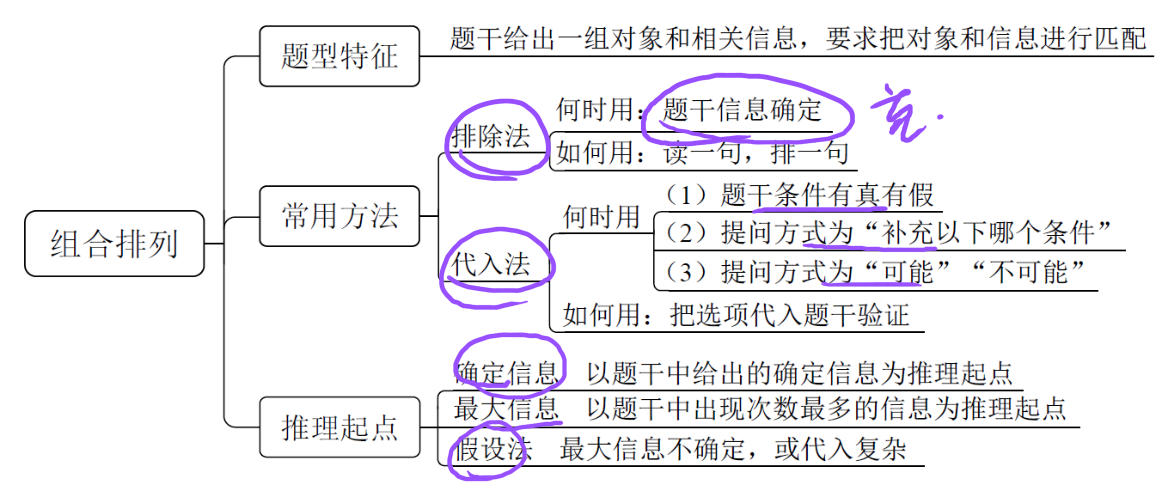 题型特征
题干给出一组对象和相关信息，要求把对象和信息进行匹配
何时用：题干信息确定
排除法
如何用：读一句，排一句
组合排列
常用方法
（1）题干条件有真有假
何时用
（2）提问方式为“补充以下哪个条件”
代入法
（3）提问方式为“可能”“不可能”
如何用：把选项代入题干验证
确定信息 以题干中给出的确定信息为推理起点
推理起点
最大信息 以题干中出现次数最多的信息为推理起点
假设法 最大信息不确定，或代入复杂